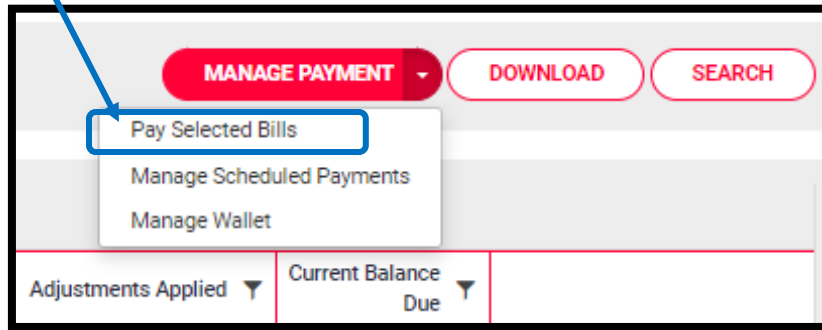 MANAGE PAYMENT DOWNLOAD SEARCH
Pay Selected Bills
Manage Scheduled Payments
Manage Wallet
Adjustments Applied Current Balance
Due